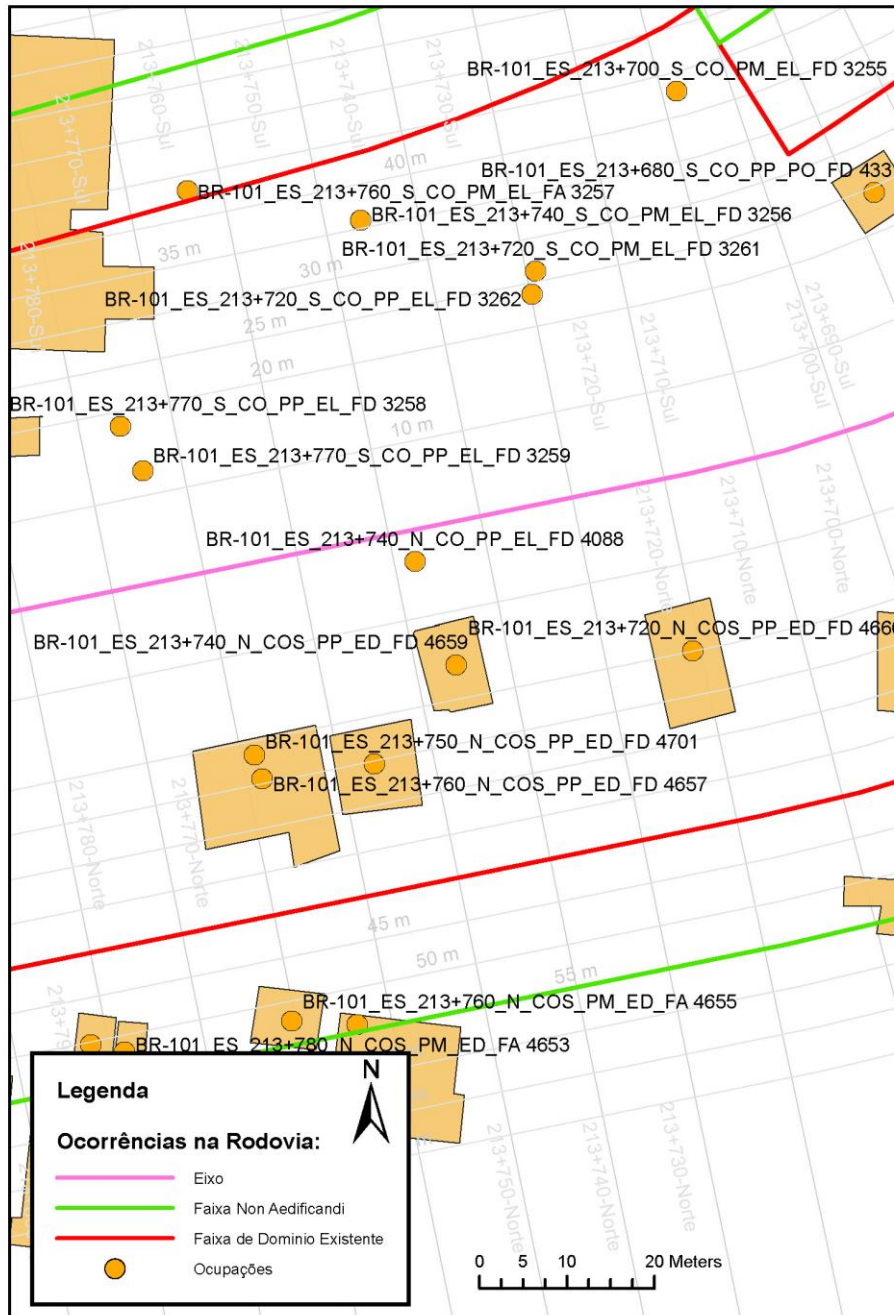 213+770-Sul
213+760-Sul
213+750-Sul
213+740-Sul
213+730-Sul
BR-101_ES_213+700_S_CO_PM_EL_FD 3255
40 m
BR-101_ES_213+680_S_CO_PP_PO_FD
BR-101_ES_213+760_S_CO_PM_EL_FA 3257
BR-101_ES_213+740_S_CO_PM_EL_FD 3256
213+780-Sul
35 m
BR-101_ES_213+720_S_CO_PM_EL_FD 3261
30 m
BR-101_ES_213+720_S_CO_PP_EL_FD 3262
25 m
213+720-Sul
213+710-Sul
213+700-Sul
213+690-Sul
20 m
BR-101_ES_213+770_S_CO_PP_EL_FD 3258
10 m
BR-101_ES_213+770_S_CO_PP_EL_FD 3259
213+720-Norte
213+710-Norte
213+700-Norte
BR-101_ES_213+740_N_CO_PP_EL_FD 4088
BR-101_ES_213+740_N_COS_PP_ED_FD 4659
BR-101_ES_213+720_N_COS_PP_ED_FD 4660
BR-101_ES_213+750_N_COS_PP_ED_FD 4701
BR-101_ES_213+760_N_COS_PP_ED_FD 4657
213+780-Norte
213+770-Norte
45 m
50 m
55 m
BR-101_ES_213+760_N_COS_PM_ED_FA 4655
BR-101_ES_213+780_N_COS_PM_ED_FA 4653
213+750-Norte
213+740-Norte
213+730-Norte
N
Legenda
Ocorrências na Rodovia:
Eixo
Faixa Non Aedificandi
Faixa de Dominio Existente
Ocupações
0 5 10 20 Meters